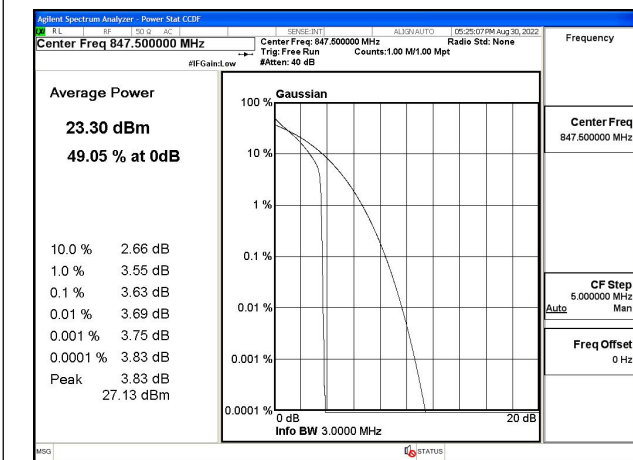 Agilent Spectrum Analyzer - Power Stat CCDF
RL RF 50 Ω AC SENSE:INT ALIGN AUTO 05:25:07 PM Aug 30, 2022
Center Freq 847.500000 MHz
Center Freq: 847.500000 MHz Radio Std: None
Trig: Free Run Counts:1.00 M/1.00 Mpt
#IFGain:Low #Atten: 40 dB
Frequency
Average Power
23.30 dBm
49.05 % at 0dB
10.0 % 2.66 dB
1.0 % 3.55 dB
0.1 % 3.63 dB
0.01 % 3.69 dB
0.001 % 3.75 dB
0.0001 % 3.83 dB
Peak 3.83 dB
27.13 dBm
Gaussian
100 %
10 %
1 %
0.1 %
0.01 %
0.001 %
0.0001 %
0 dB 20 dB
Info BW 3.0000 MHz
Center Freq
847.500000 MHz
CF Step
5.000000 MHz
Auto Man
Freq Offset
0 Hz
MSG STATUS